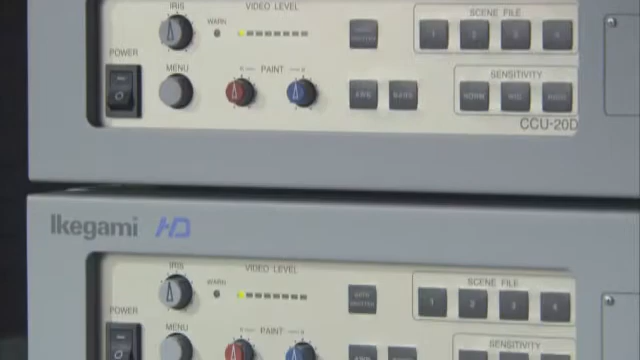 IRIS
WARN
VIDEO LEVEL
SCENE FILE
1 2 3 4
POWER
MENU
PAINT
SENSITIVITY
BARS
CCU-20D
Ikegami HD
IRIS
WARN
VIDEO LEVEL
SCENE FILE
1 2 3 4
POWER
MENU
PAINT
SENSITIVITY